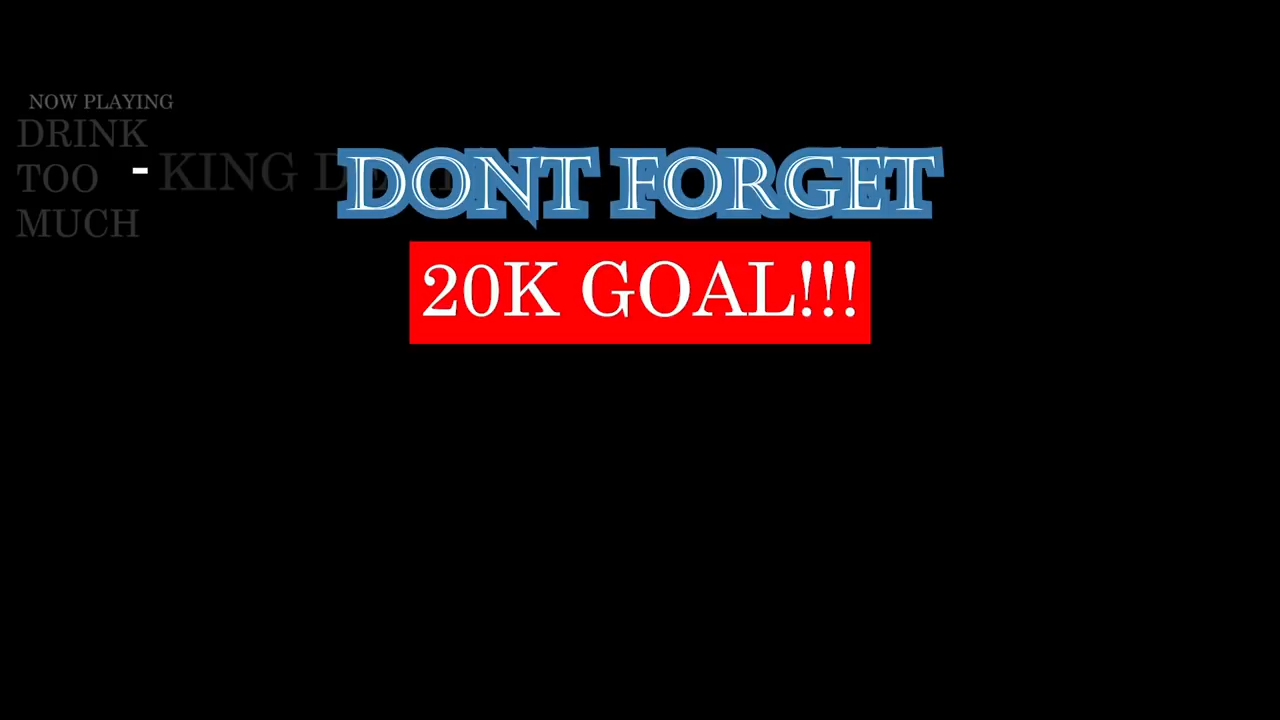 NOW PLAYING
DRINK
TOO
MUCH
- KING
DONT FORGET
20K GOAL!!!